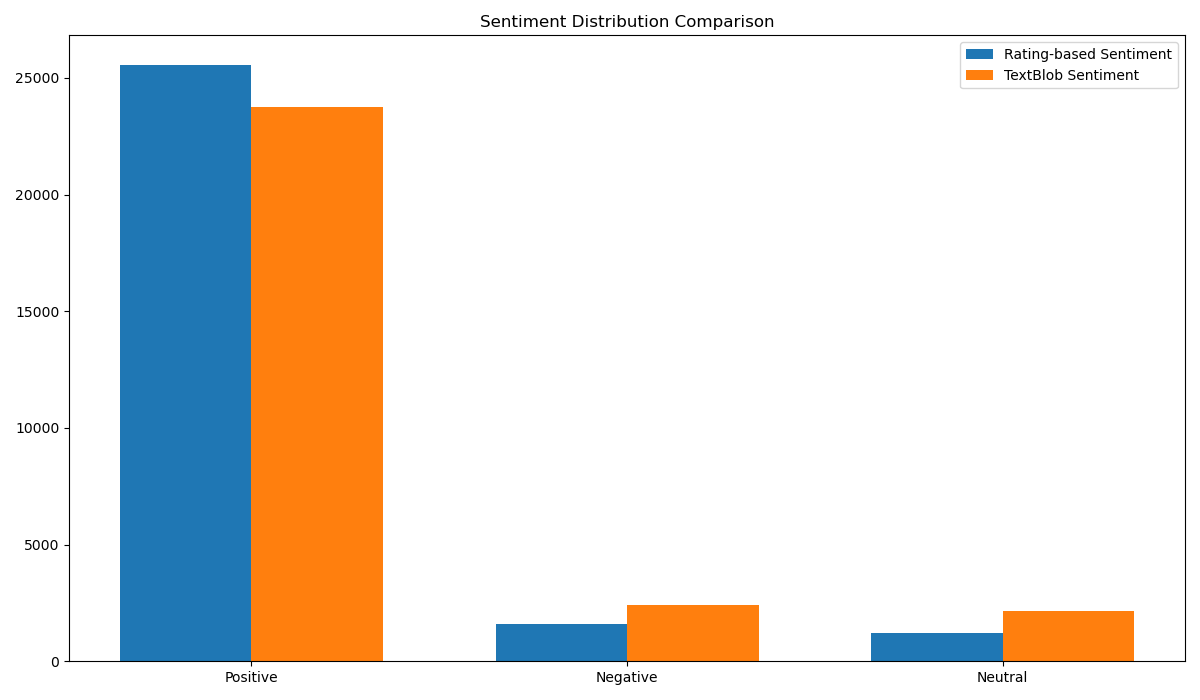 Sentiment Distribution Comparison
Rating-based Sentiment
TextBlob Sentiment
25000
20000
15000
10000
5000
0
Positive
Negative
Neutral